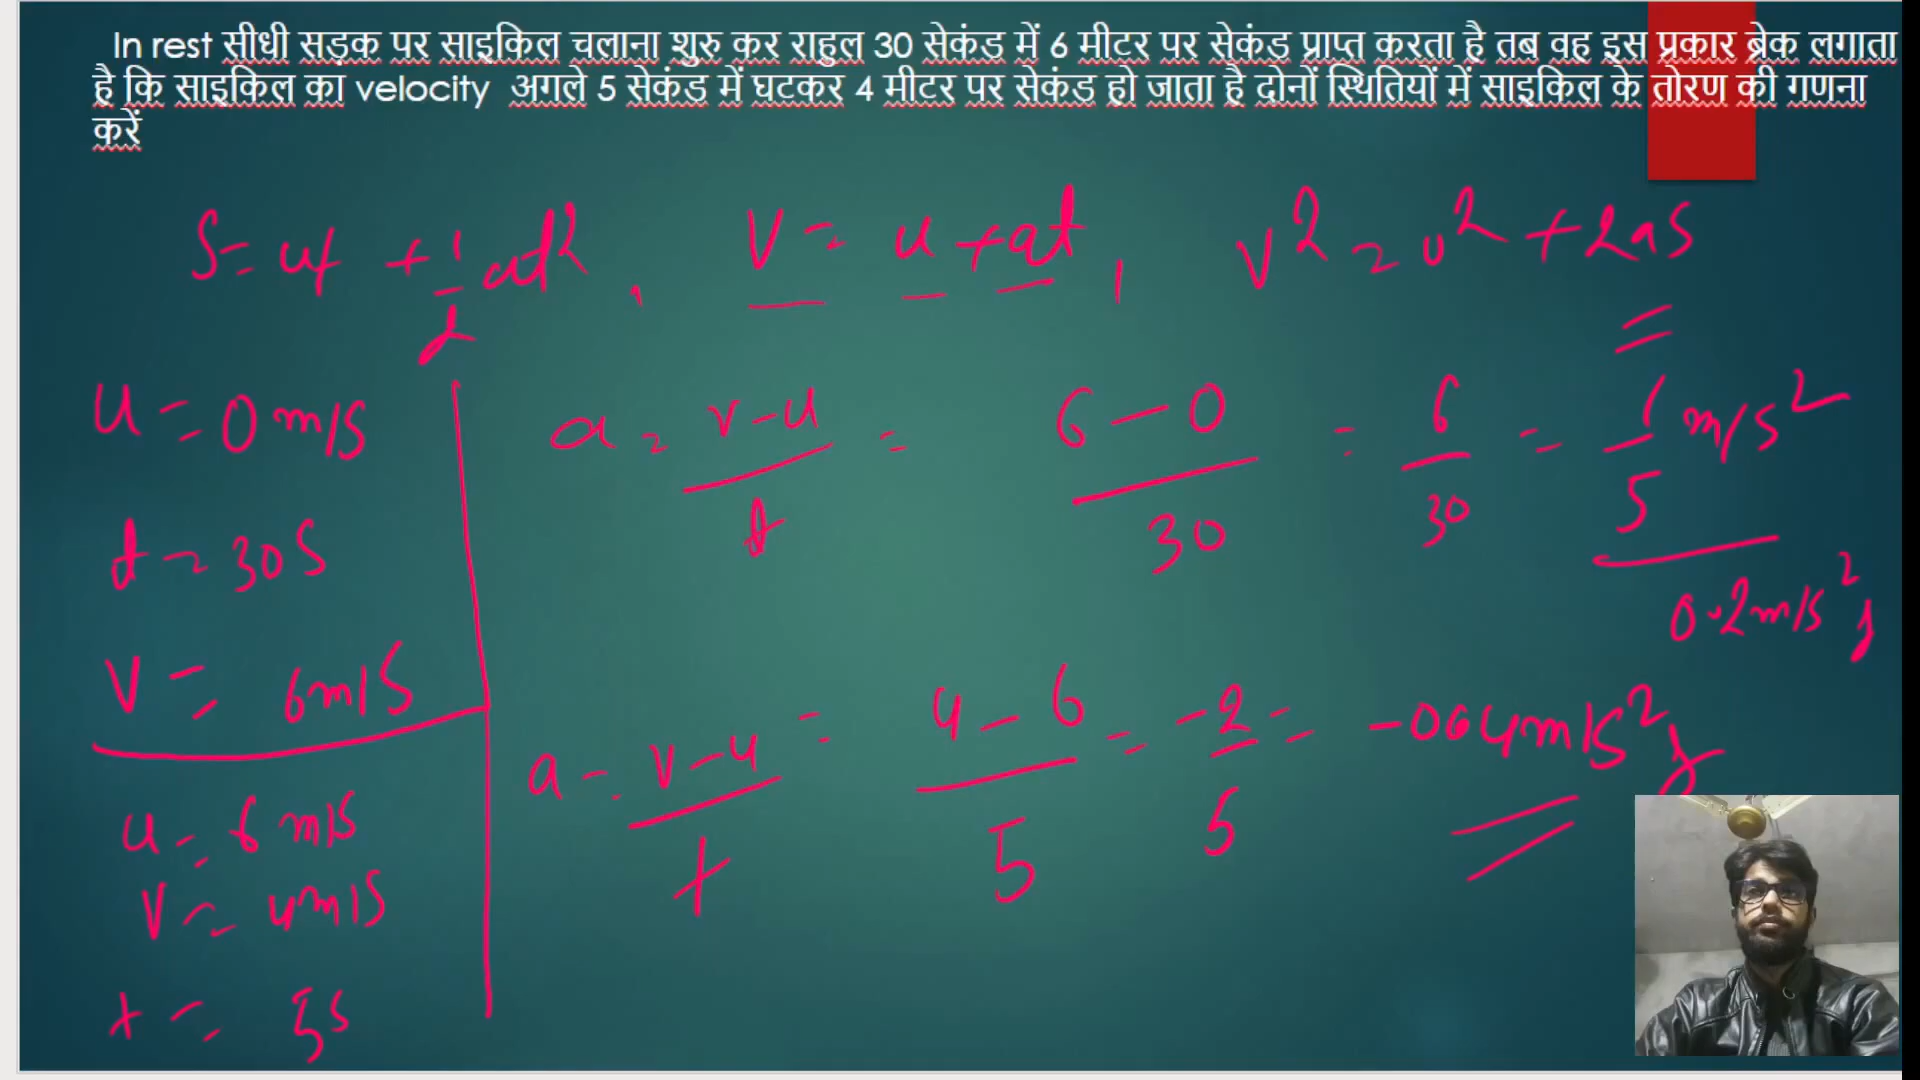 In rest सीधी सड़क पर साइकिल चलाना शुरु कर राहुल 30 सेकंड में 6 मीटर पर सेकंड प्राप्त करता है तब वह इस प्रकार ब्रेक लगाता
है कि साइकिल का velocity अगले 5 सेकंड में घटकर 4 मीटर पर सेकंड हो जाता है दोनों स्थितियों में साइकिल के तोरण की गणना
करें
S = ut + 1/2 at², V = u + at, V² = u² + 2as
u = 0 m/s
a = v-u/t = 6-0/30 = 6/30 = 1/5 m/s²
t = 30 s
0.2 m/s²
V = 6 m/s
a = v-u/t = 4-6/5 = -2/5 = -0.4 m/s²
u = 6 m/s
V = 4 m/s
t = 5s